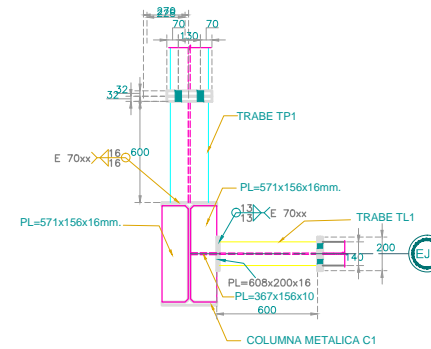 270
70 70
130
32
32
TRABE TP1
16
E 70xx
16
600
PL=571x156x16mm.
13
E 70xx
13
TRABE TL1
PL=571x156x16mm.
200
140
EJ
PL=608x200x16
PL=367x156x10
600
COLUMNA METALICA C1